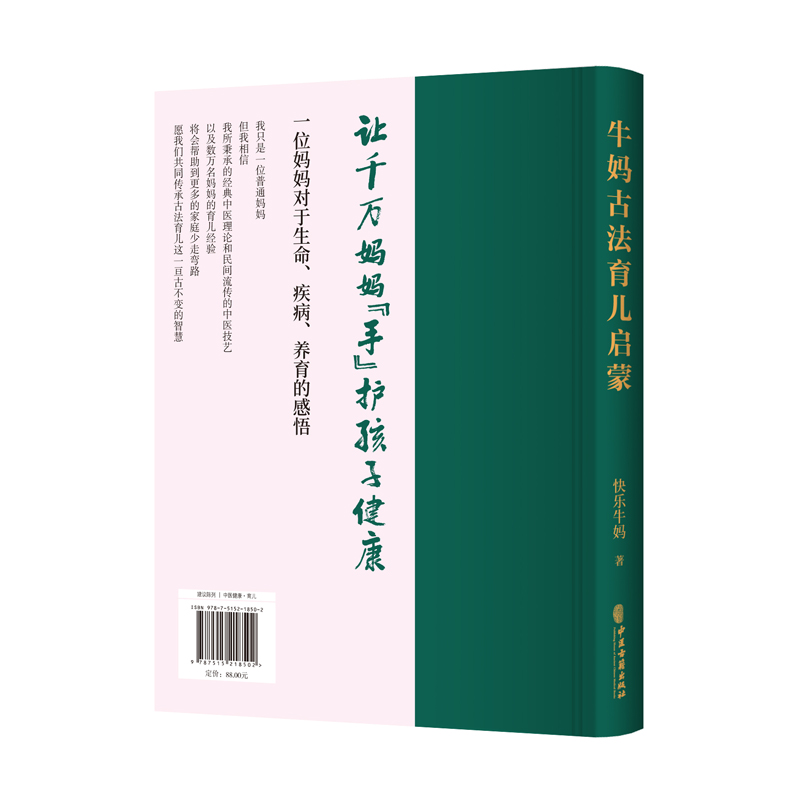 让千万妈妈『手』护孩子健康
一位妈妈对于生命、疾病、养育的感悟
我只是一位普通妈妈
但我相信
我所秉承的经典中医理论和民间流传的中医技艺
以及数万名妈妈的育儿经验
将会帮助到更多的家庭少走弯路
愿我们共同传承古法育儿这一亘古不变的智慧
建议陈列 | 中医健康·育儿
ISBN 978-7-5152-1850-2
9 787515 218502 >
定价：88.00元
牛妈古法育儿启蒙
快乐牛妈 著
中医古籍出版社